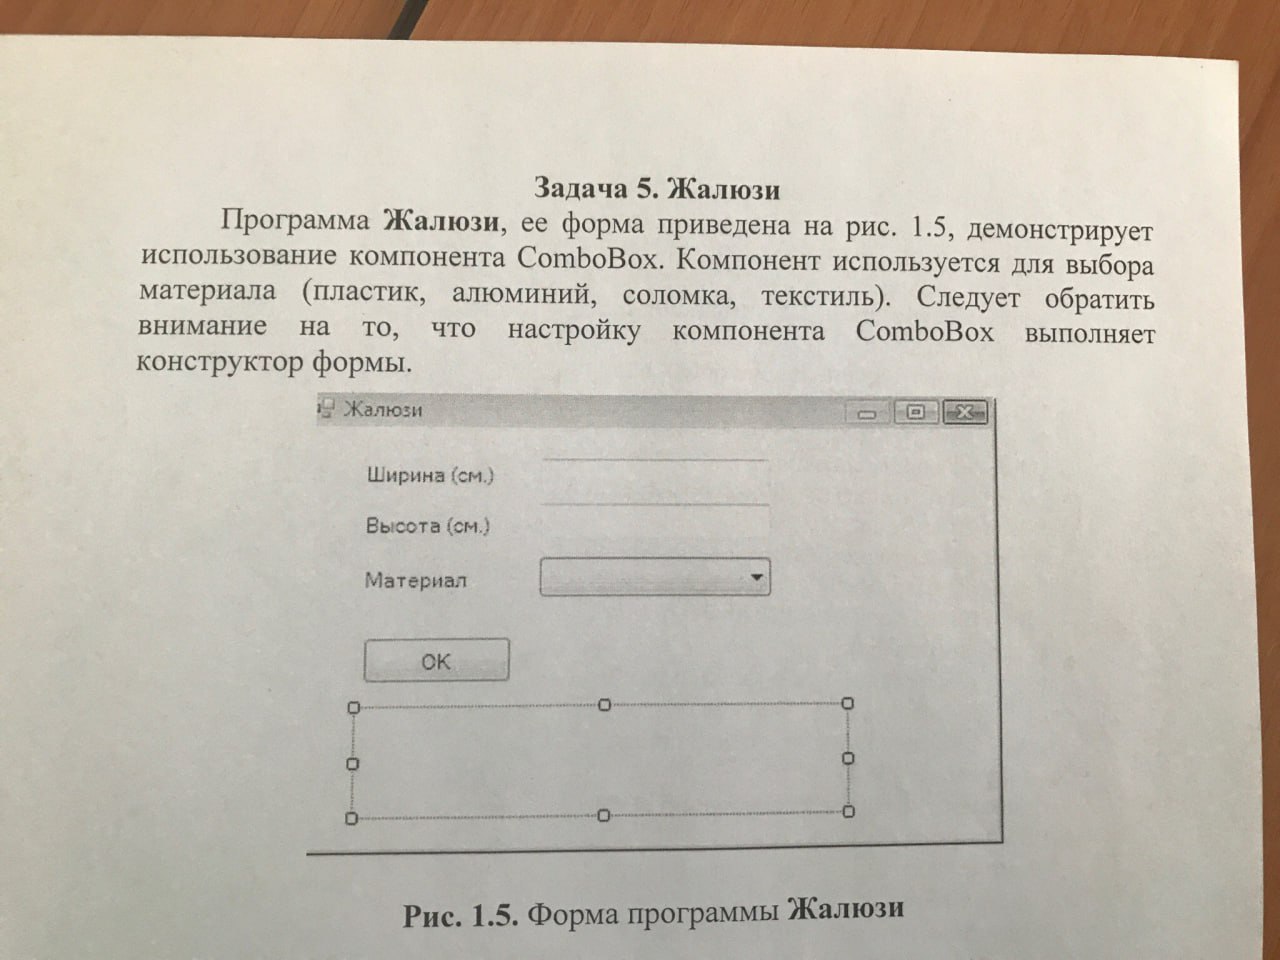 Задача 5. Жалюзи
Программа Жалюзи, ее форма приведена на рис. 1.5, демонстрирует
использование компонента ComboBox. Компонент используется для выбора
материала (пластик, алюминий, соломка, текстиль). Следует обратить
внимание на то, что настройку компонента ComboBox выполняет
конструктор формы.
Жалюзи
Ширина (см.)
Высота (см.)
Материал
OK
Рис. 1.5. Форма программы Жалюзи